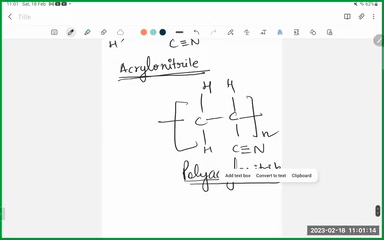 11:01 Sat, 18 Feb
62%
Title
H C≡N
Acrylonitrile
H H
C — C
n
H C≡N
Add text box Convert to text Clipboard
2023-02-18 11:01:14